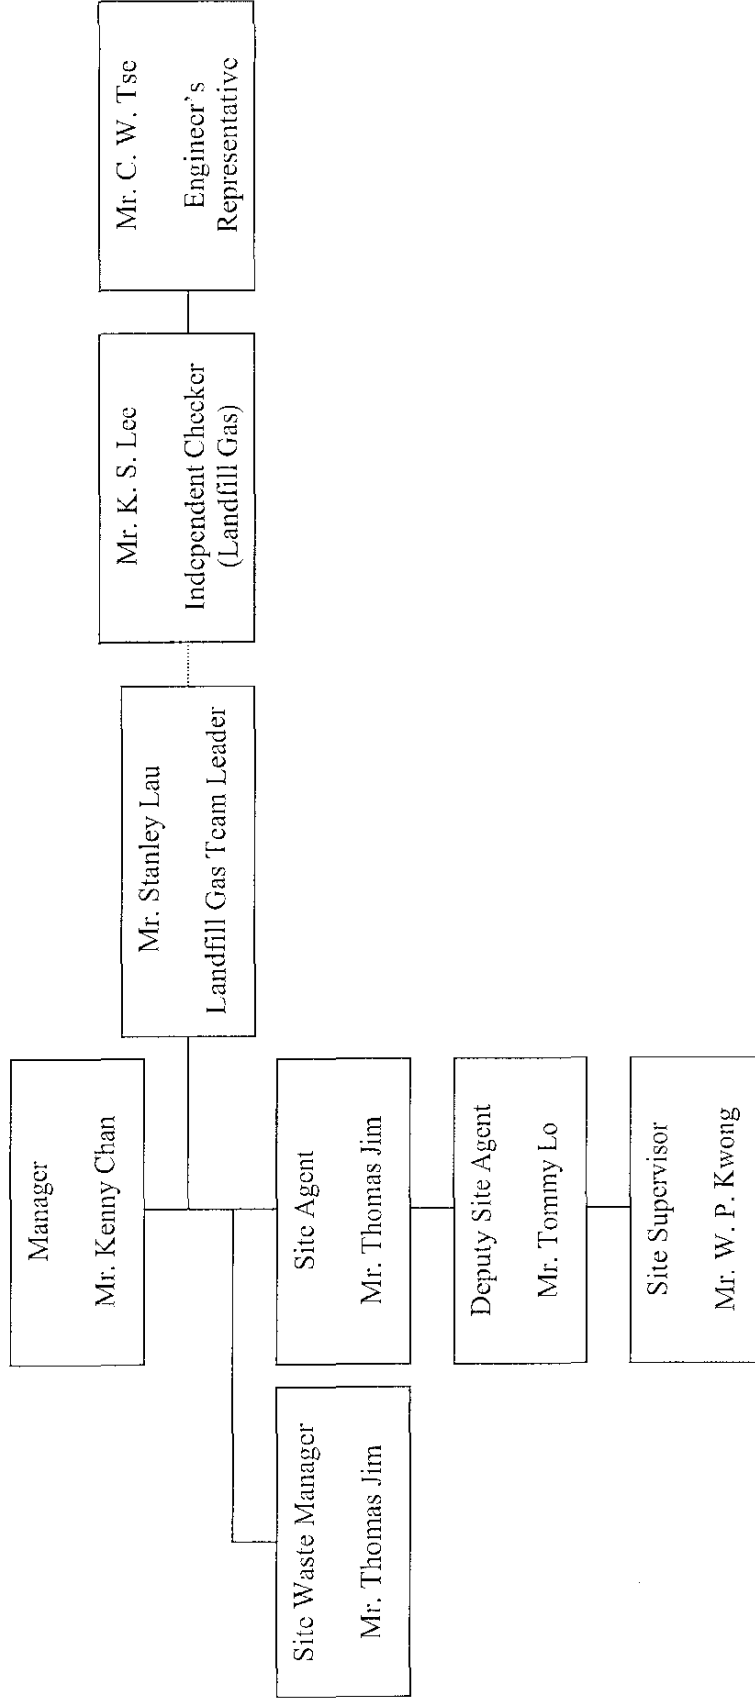 Manager
Mr. Kenny Chan
Mr. Stanley Lau
Landfill Gas Team Leader
Mr. K. S. Lee
Independent Checker
(Landfill Gas)
Mr. C. W. Tse
Engineer's
Representative
Site Waste Manager
Mr. Thomas Jim
Site Agent
Mr. Thomas Jim
Deputy Site Agent
Mr. Tommy Lo
Site Supervisor
Mr. W. P. Kwong